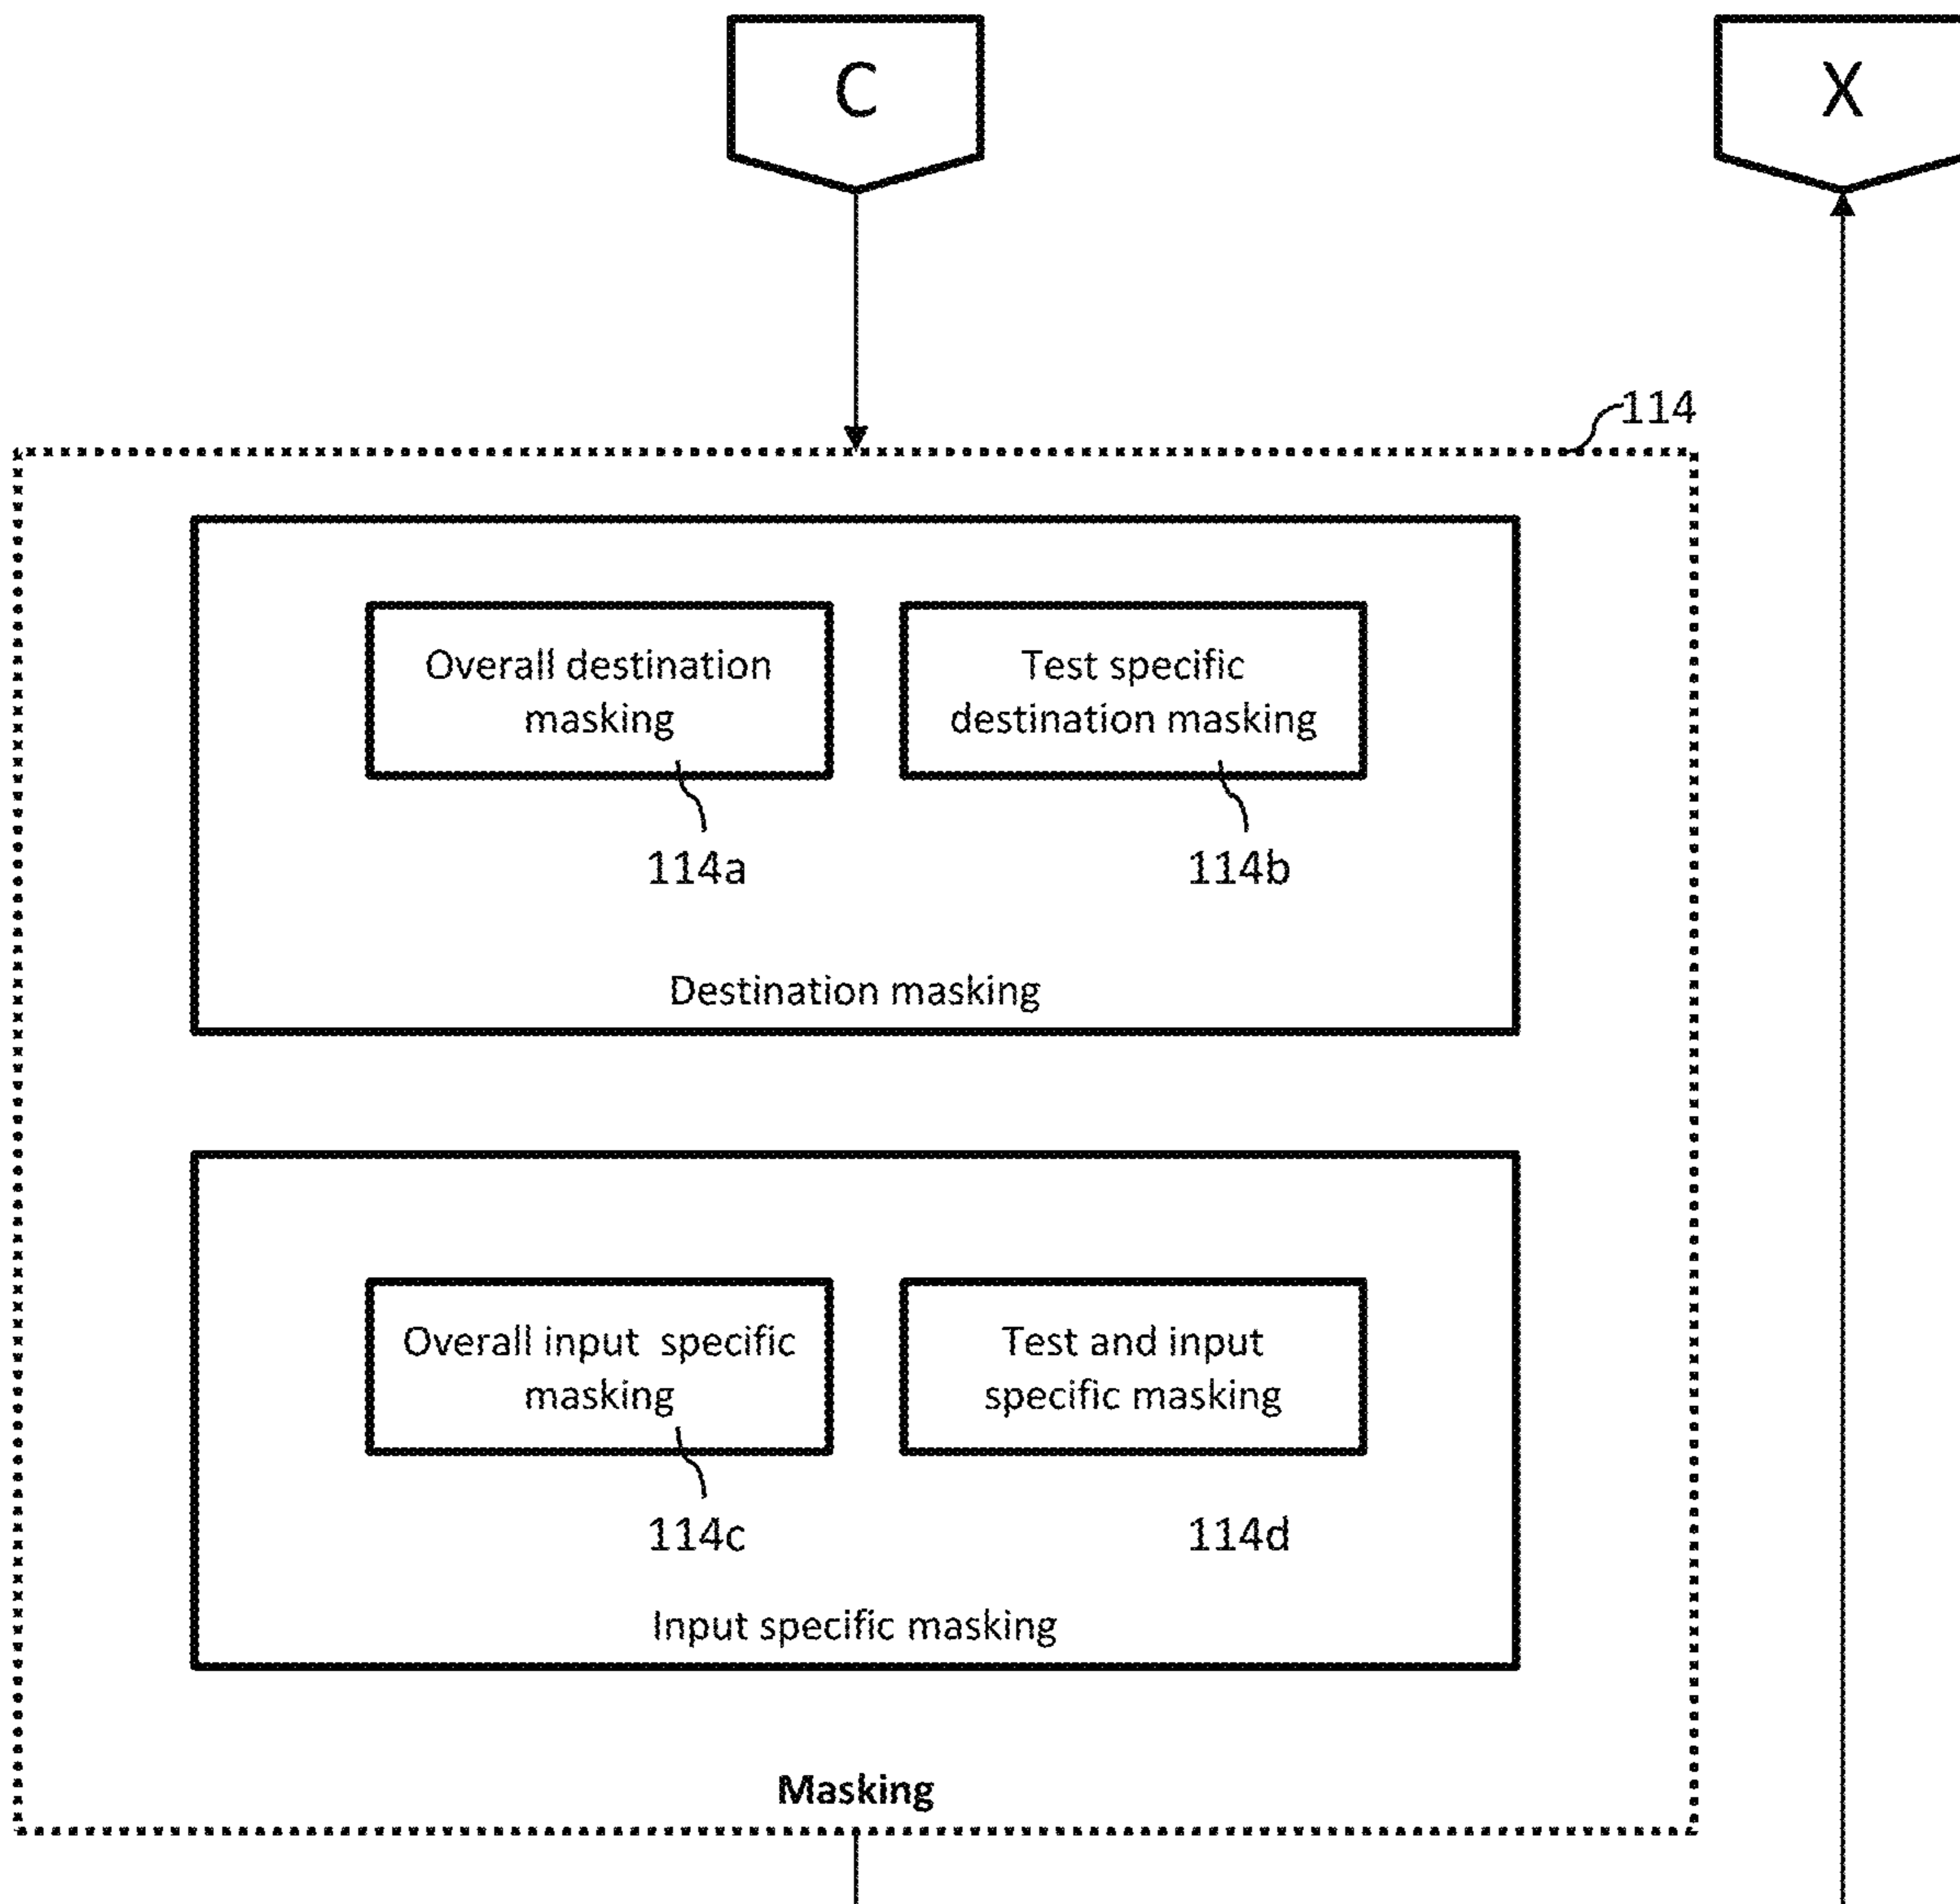 C
X
114
Overall destination
masking
Test specific
destination masking
114a
114b
Destination masking
Overall input specific
masking
Test and input
specific masking
114c
114d
Input specific masking
Masking